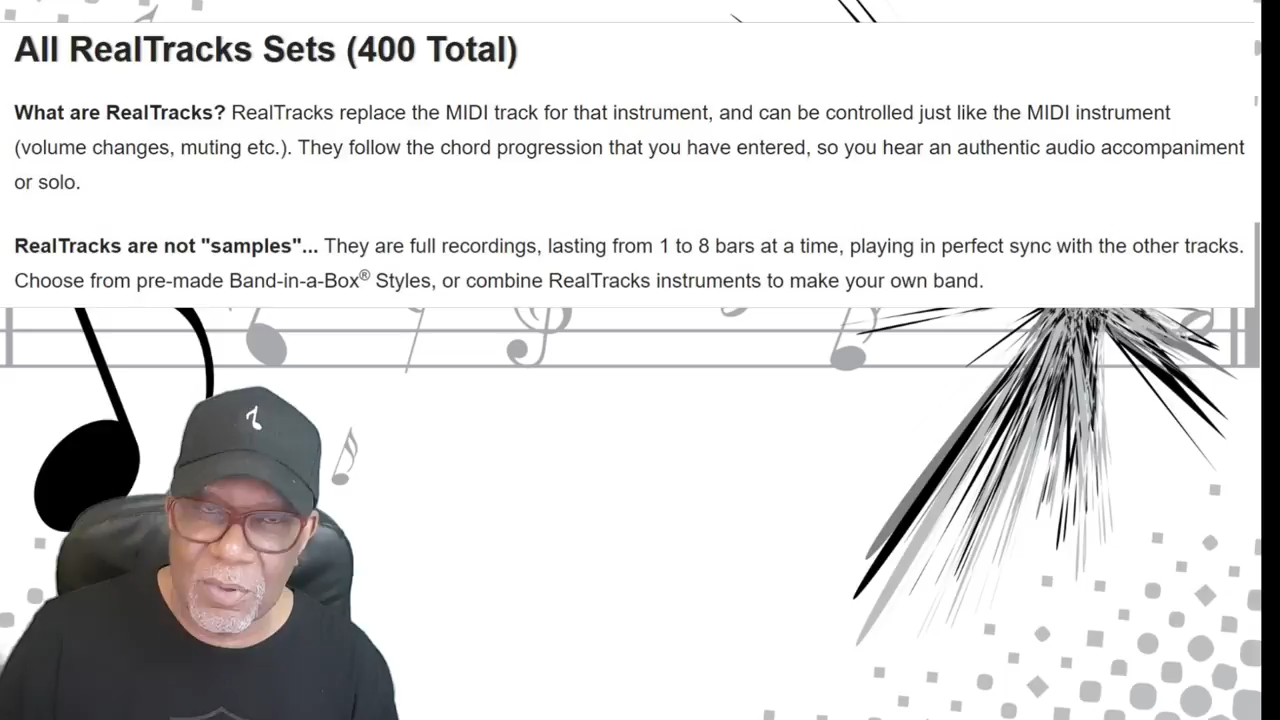 All RealTracks Sets (400 Total)
What are RealTracks? RealTracks replace the MIDI track for that instrument, and can be controlled just like the MIDI instrument
(volume changes, muting etc.). They follow the chord progression that you have entered, so you hear an authentic audio accompaniment
or solo.
RealTracks are not "samples"... They are full recordings, lasting from 1 to 8 bars at a time, playing in perfect sync with the other tracks.
Choose from pre-made Band-in-a-Box® Styles, or combine RealTracks instruments to make your own band.